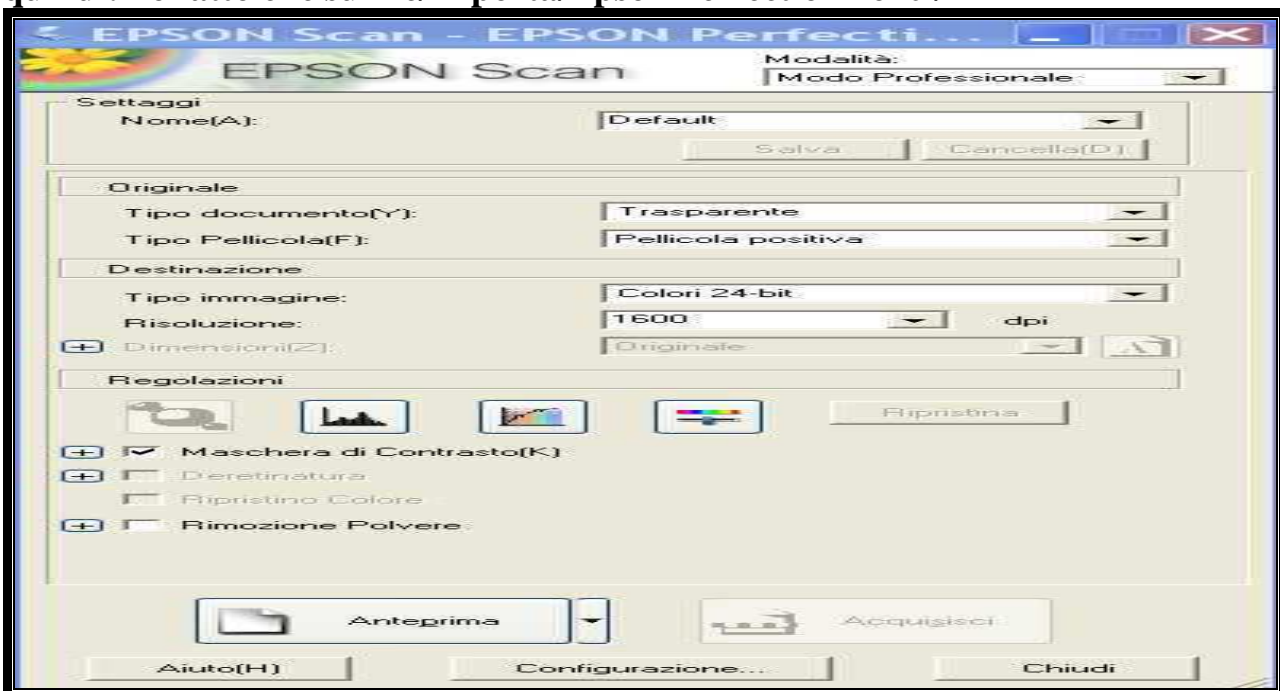 EPSON Scan - EPSON Perfecti...
EPSON Scan
Modalità:
Modo Professionale
Settaggi
Nome(A):
Default
Salva
Cancella(D)
Originale
Tipo documento(Y):
Trasparente
Tipo Pellicola(F):
Pellicola positiva
Destinazione
Tipo immagine:
Colori 24-bit
Risoluzione:
1600
dpi
Dimensioni(Z):
Originale
Regolazioni
Ripristina
Maschera di Contrasto(K)
Deretinatura
Ripristino Colore
Rimozione Polvere
Anteprima
Acquisisci
Aiuto(H)
Configurazione...
Chiudi